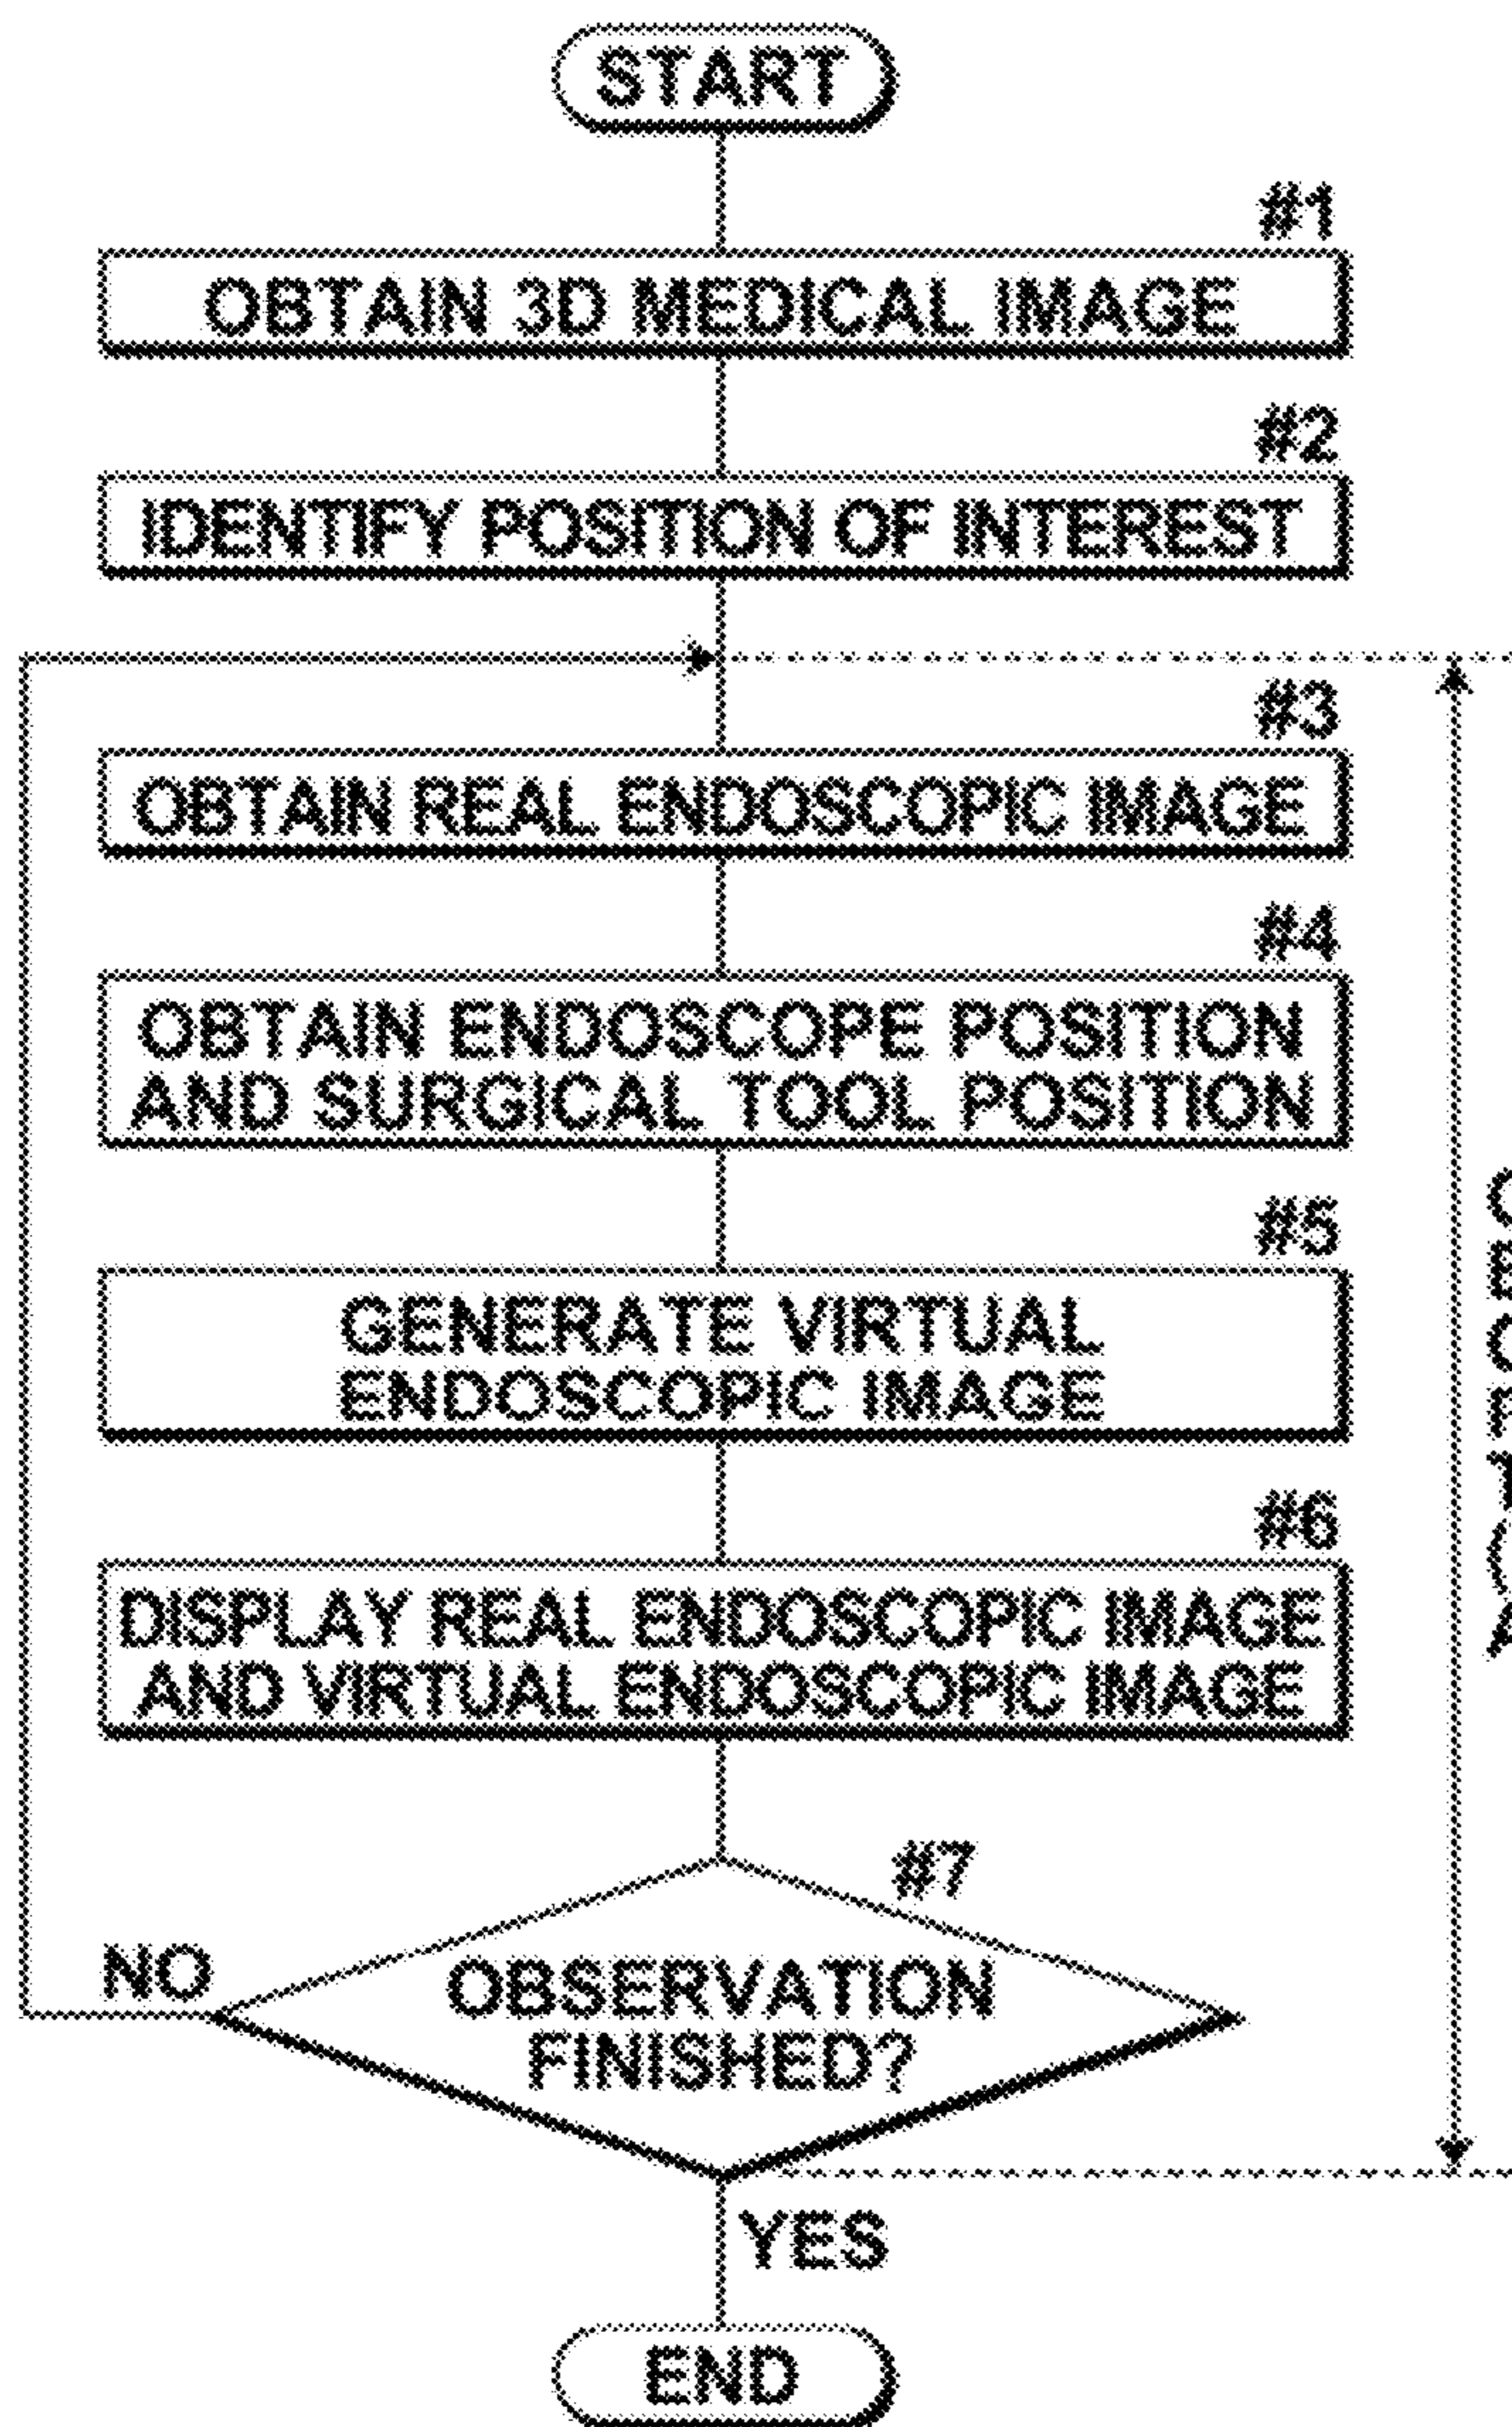 START
#1
OBTAIN 3D MEDICAL IMAGE
#2
IDENTIFY POSITION OF INTEREST
#3
OBTAIN REAL ENDOSCOPIC IMAGE
#4
OBTAIN ENDOSCOPE POSITION
AND SURGICAL TOOL POSITION
#5
GENERATE VIRTUAL
ENDOSCOPIC IMAGE
#6
DISPLAY REAL ENDOSCOPIC IMAGE
AND VIRTUAL ENDOSCOPIC IMAGE
#7
NO
OBSERVATION
FINISHED?
YES
END